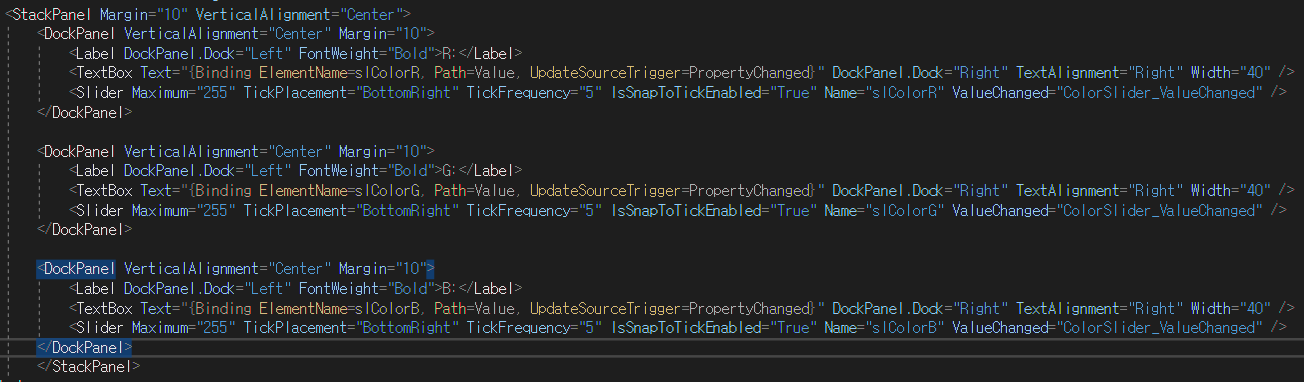 <StackPanel Margin="10" VerticalAlignment="Center">
<DockPanel VerticalAlignment="Center" Margin="10">
<Label DockPanel.Dock="Left" FontWeight="Bold">R:</Label>
<TextBox Text="{Binding ElementName=slColorR, Path=Value, UpdateSourceTrigger=PropertyChanged}" DockPanel.Dock="Right" TextAlignment="Right" Width="40" />
<Slider Maximum="255" TickPlacement="BottomRight" TickFrequency="5" IsSnapToTickEnabled="True" Name="slColorR" ValueChanged="ColorSlider_ValueChanged" />
</DockPanel>
<DockPanel VerticalAlignment="Center" Margin="10">
<Label DockPanel.Dock="Left" FontWeight="Bold">G:</Label>
<TextBox Text="{Binding ElementName=slColorG, Path=Value, UpdateSourceTrigger=PropertyChanged}" DockPanel.Dock="Right" TextAlignment="Right" Width="40" />
<Slider Maximum="255" TickPlacement="BottomRight" TickFrequency="5" IsSnapToTickEnabled="True" Name="slColorG" ValueChanged="ColorSlider_ValueChanged" />
</DockPanel>
<DockPanel VerticalAlignment="Center" Margin="10">
<Label DockPanel.Dock="Left" FontWeight="Bold">B:</Label>
<TextBox Text="{Binding ElementName=slColorB, Path=Value, UpdateSourceTrigger=PropertyChanged}" DockPanel.Dock="Right" TextAlignment="Right" Width="40" />
<Slider Maximum="255" TickPlacement="BottomRight" TickFrequency="5" IsSnapToTickEnabled="True" Name="slColorB" ValueChanged="ColorSlider_ValueChanged" />
</DockPanel>
</StackPanel>